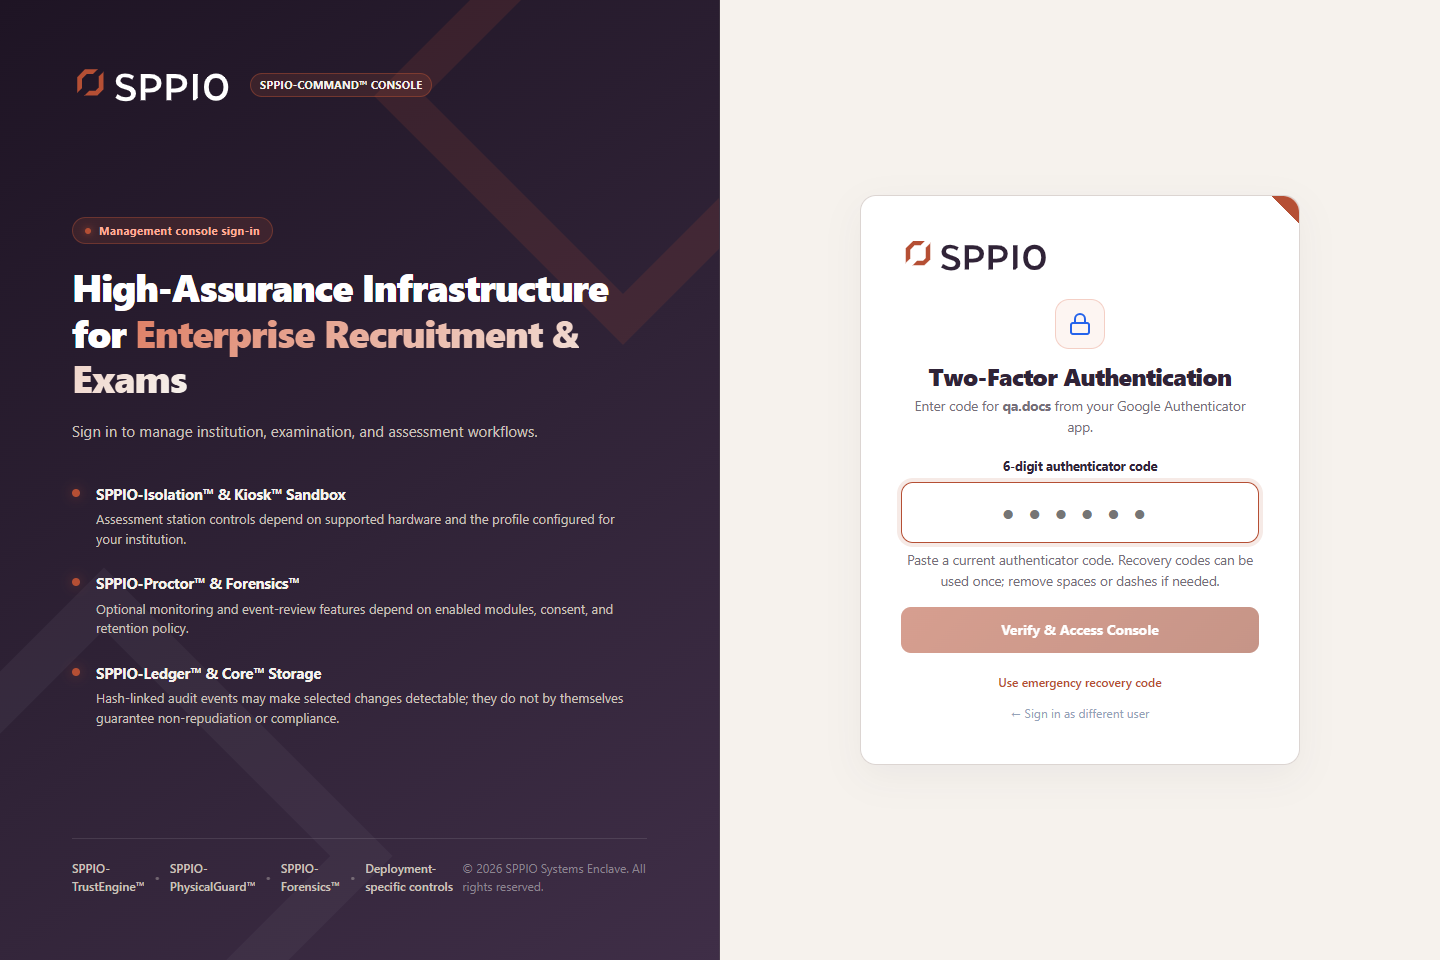 SPPIO
SPPIO-COMMAND™ CONSOLE
Management console sign-in
High-Assurance Infrastructure
for Enterprise Recruitment &
Exams
Sign in to manage institution, examination, and assessment workflows.
SPPIO-Isolation™ & Kiosk™ Sandbox
Assessment station controls depend on supported hardware and the profile configured for
your institution.
SPPIO-Proctor™ & Forensics™
Optional monitoring and event-review features depend on enabled modules, consent, and
retention policy.
SPPIO-Ledger™ & Core™ Storage
Hash-linked audit events may make selected changes detectable; they do not by themselves
guarantee non-repudiation or compliance.
SPPIO-
TrustEngine™
•
SPPIO-
PhysicalGuard™
•
SPPIO-
Forensics™
•
Deployment-
specific controls
© 2026 SPPIO Systems Enclave. All
rights reserved.
SPPIO
Two-Factor Authentication
Enter code for qa.docs from your Google Authenticator
app.
6-digit authenticator code
● ● ● ● ● ●
Paste a current authenticator code. Recovery codes can be
used once; remove spaces or dashes if needed.
Verify & Access Console
Use emergency recovery code
← Sign in as different user